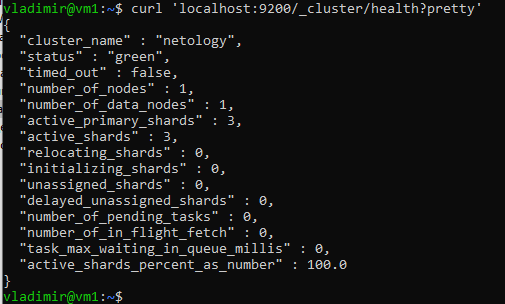 vladimir@vm1:~$ curl 'localhost:9200/_cluster/health?pretty'
{
  "cluster_name" : "netology",
  "status" : "green",
  "timed_out" : false,
  "number_of_nodes" : 1,
  "number_of_data_nodes" : 1,
  "active_primary_shards" : 3,
  "active_shards" : 3,
  "relocating_shards" : 0,
  "initializing_shards" : 0,
  "unassigned_shards" : 0,
  "delayed_unassigned_shards" : 0,
  "number_of_pending_tasks" : 0,
  "number_of_in_flight_fetch" : 0,
  "task_max_waiting_in_queue_millis" : 0,
  "active_shards_percent_as_number" : 100.0
}
vladimir@vm1:~$